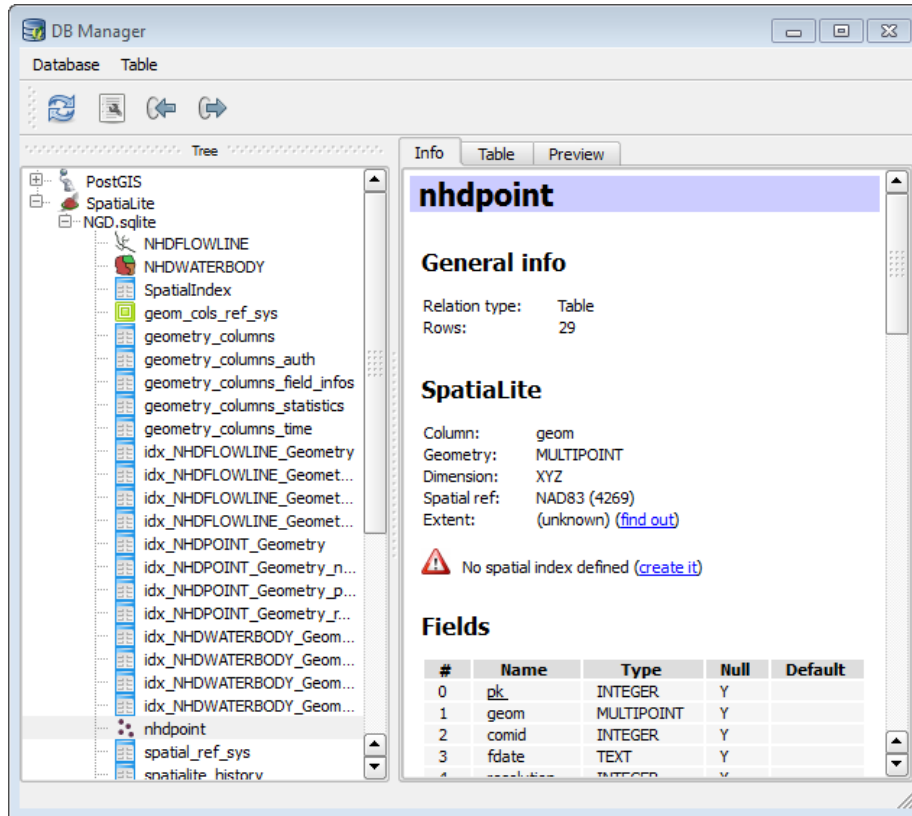 DB Manager
Database Table
Tree
PostGIS
SpatiaLite
NGD.sqlite
NHDFLOWLINE
NHDWATERBODY
SpatialIndex
geom_cols_ref_sys
geometry_columns
geometry_columns_auth
geometry_columns_field_infos
geometry_columns_statistics
geometry_columns_time
idx_NHDFLOWLINE_Geometry
idx_NHDFLOWLINE_Geomet...
idx_NHDFLOWLINE_Geomet...
idx_NHDFLOWLINE_Geomet...
idx_NHDPOINT_Geometry
idx_NHDPOINT_Geometry_n...
idx_NHDPOINT_Geometry_p...
idx_NHDPOINT_Geometry_r...
idx_NHDWATERBODY_Geom...
idx_NHDWATERBODY_Geom...
idx_NHDWATERBODY_Geom...
idx_NHDWATERBODY_Geom...
nhdpoint
spatial_ref_sys
spatialite_history
Info Table Preview
nhdpoint
General info
Relation type: Table
Rows: 29
SpatiaLite
Column: geom
Geometry: MULTIPOINT
Dimension: XYZ
Spatial ref: NAD83 (4269)
Extent: (unknown) (find out)
No spatial index defined (create it)
Fields
# Name Type Null Default
0 pk_ INTEGER Y
1 geom MULTIPOINT Y
2 comid INTEGER Y
3 fdate TEXT Y
4 resolution INTEGER Y